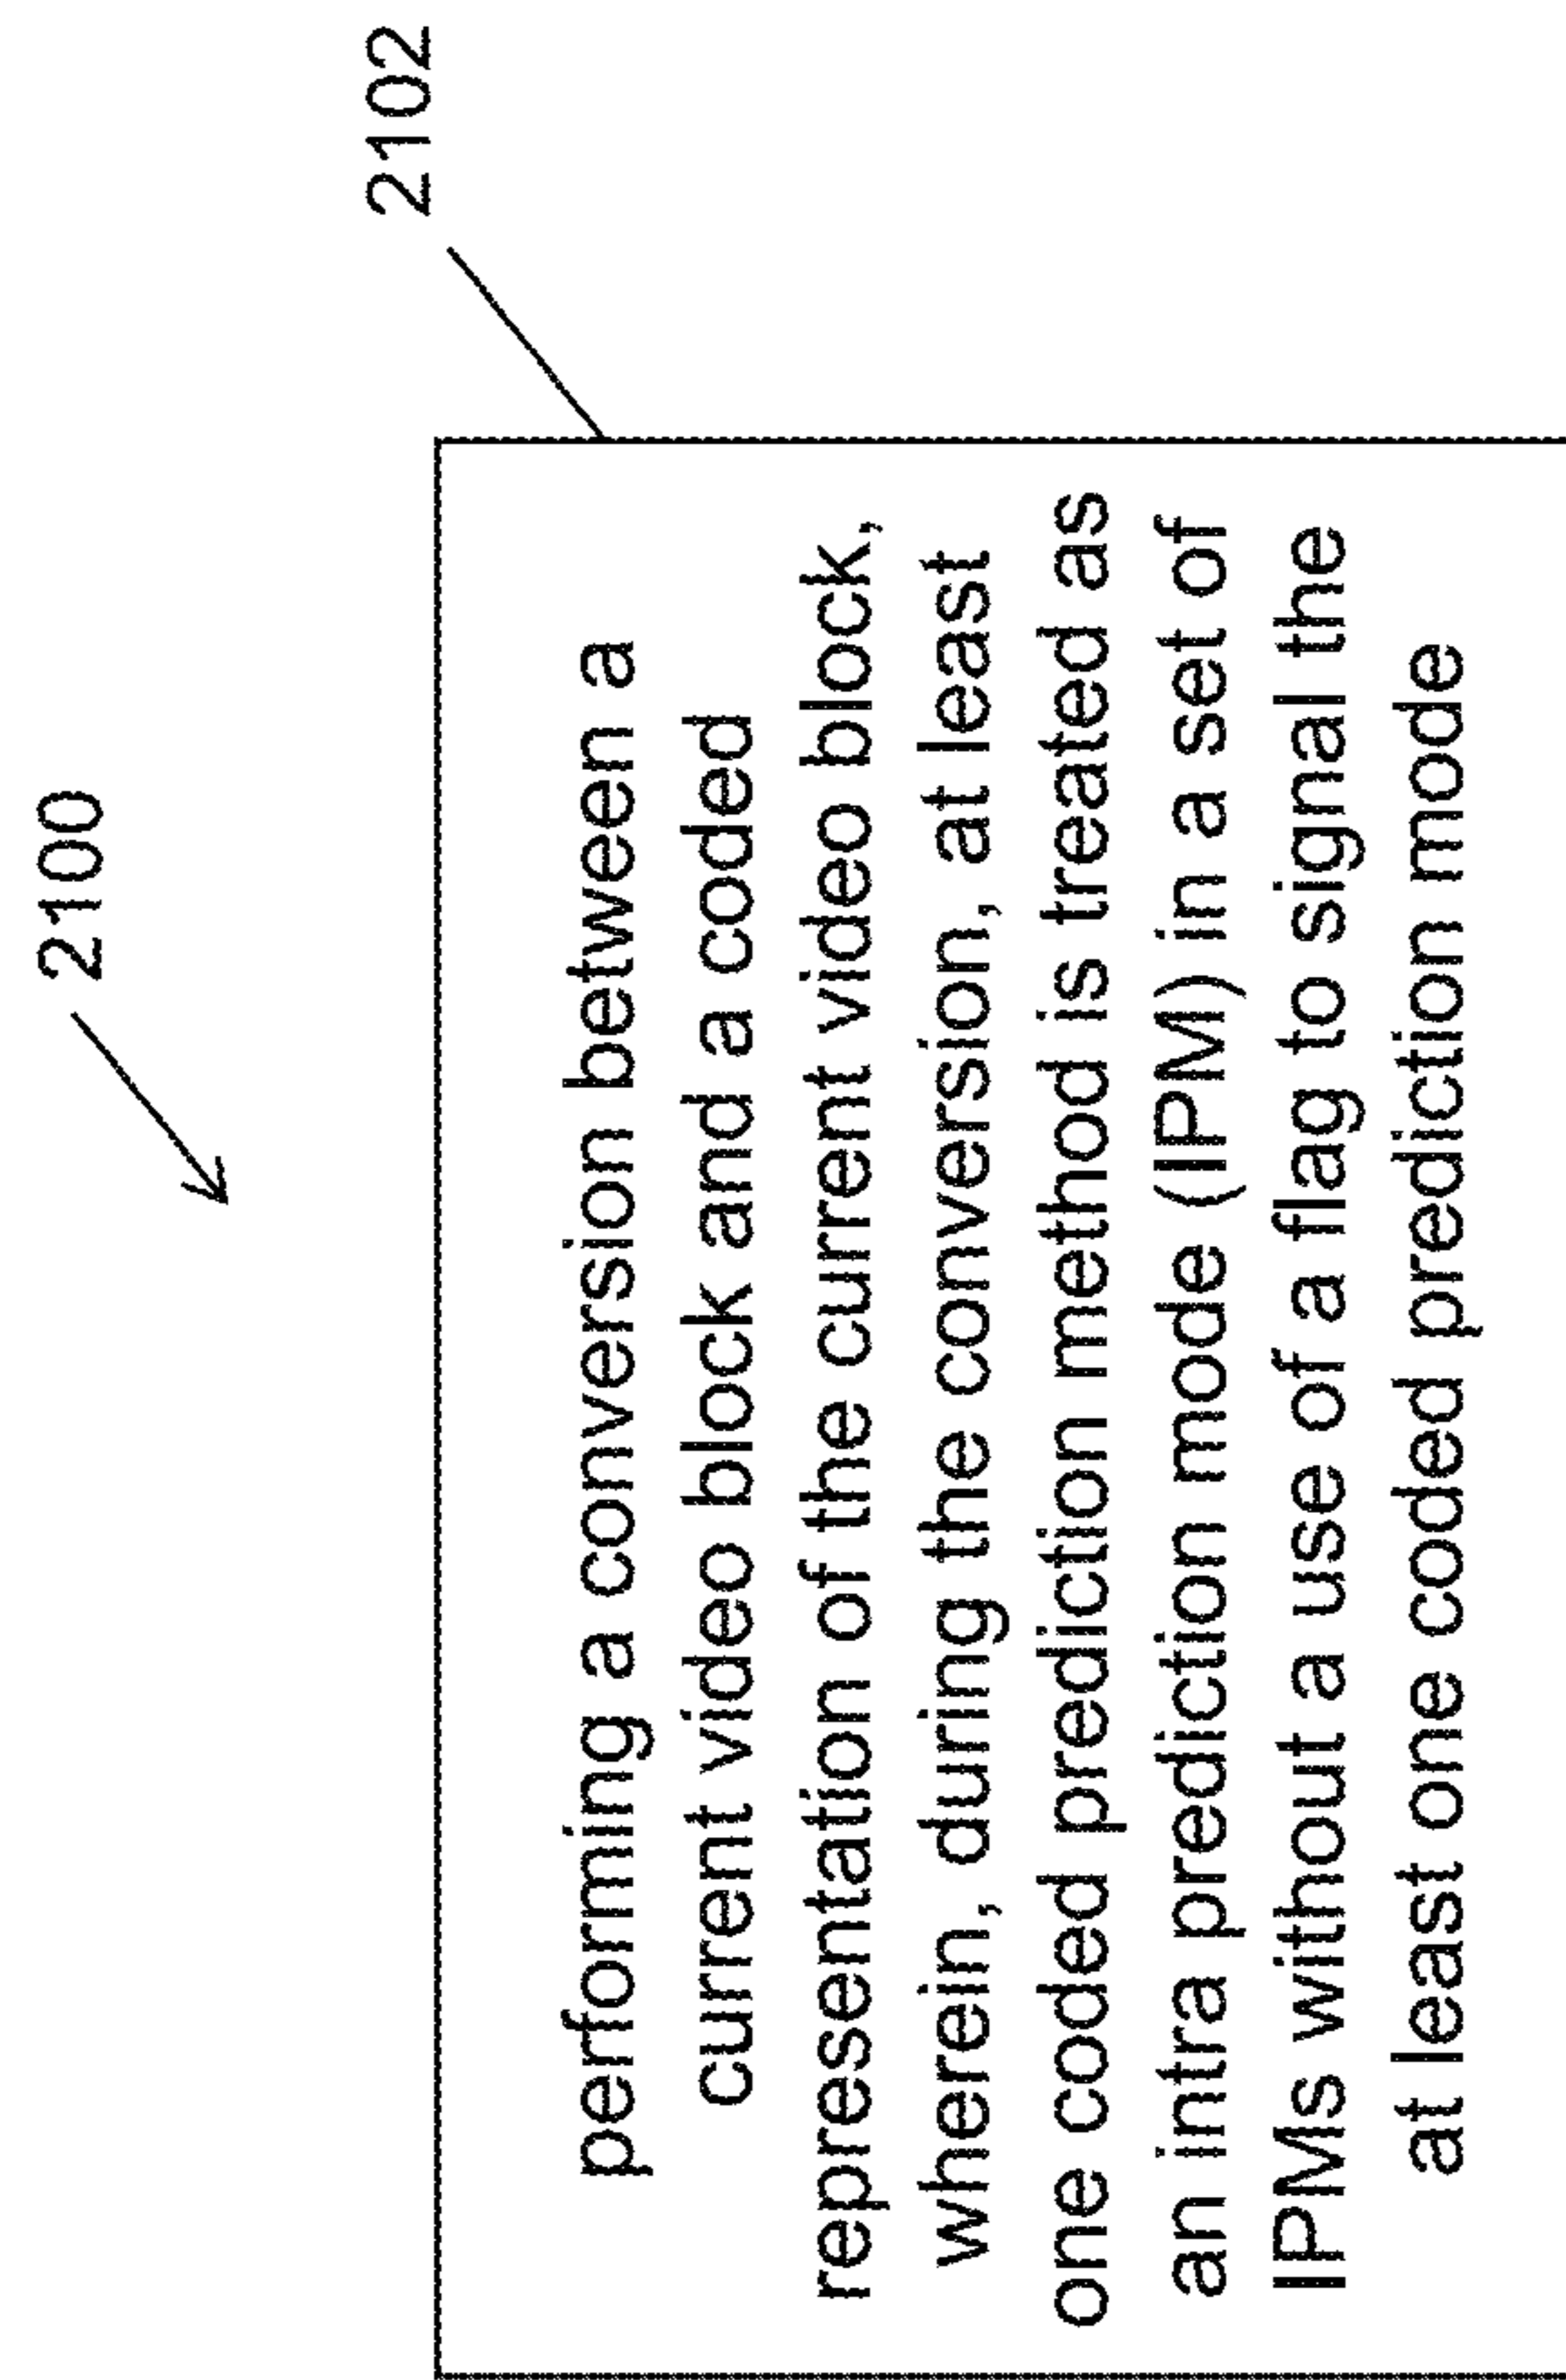 2100
2102
performing a conversion between a
current video block and a coded
representation of the current video block,
wherein, during the conversion, at least
one coded prediction method is treated as
an intra prediction mode (IPM) in a set of
IPMs without a use of a flag to signal the
at least one coded prediction mode